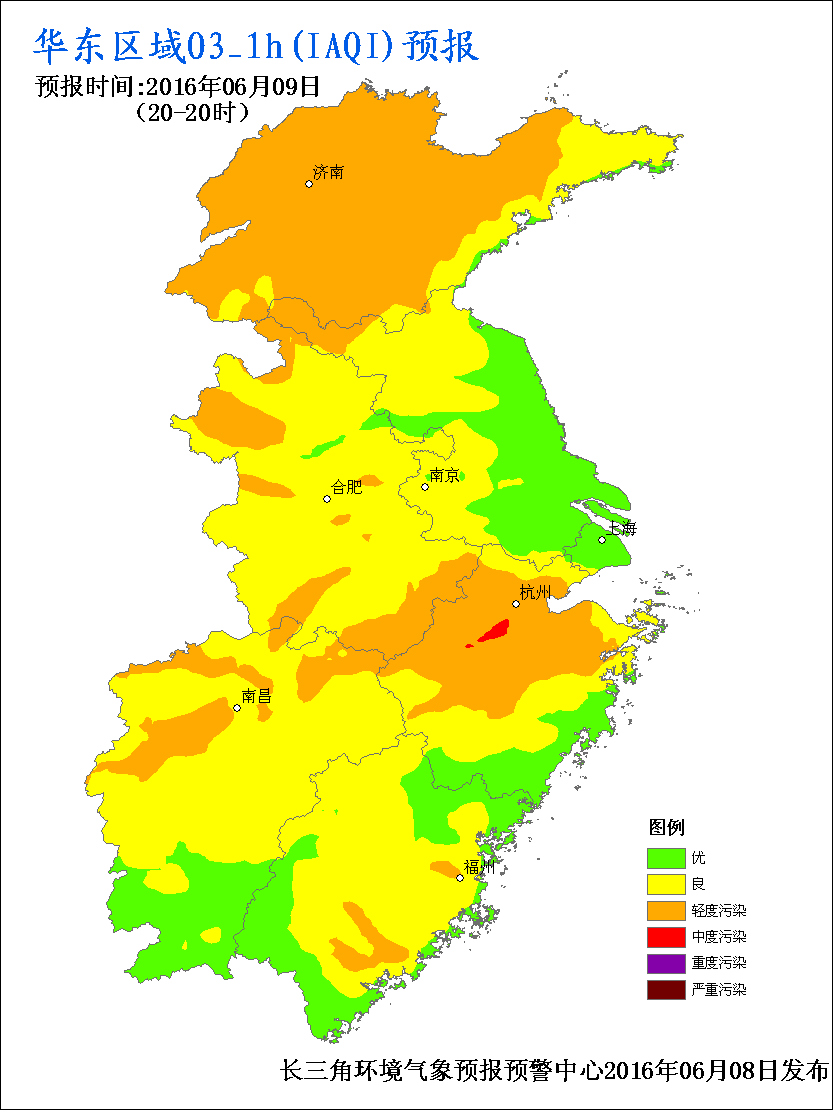 华东区域O3_1h(IAQI)预报
预报时间:2016年06月09日
(20-20时)
济南
南京
合肥
上海
杭州
南昌
福州
图例
优
良
轻度污染
中度污染
重度污染
严重污染
长三角环境气象预报预警中心2016年06月08日发布